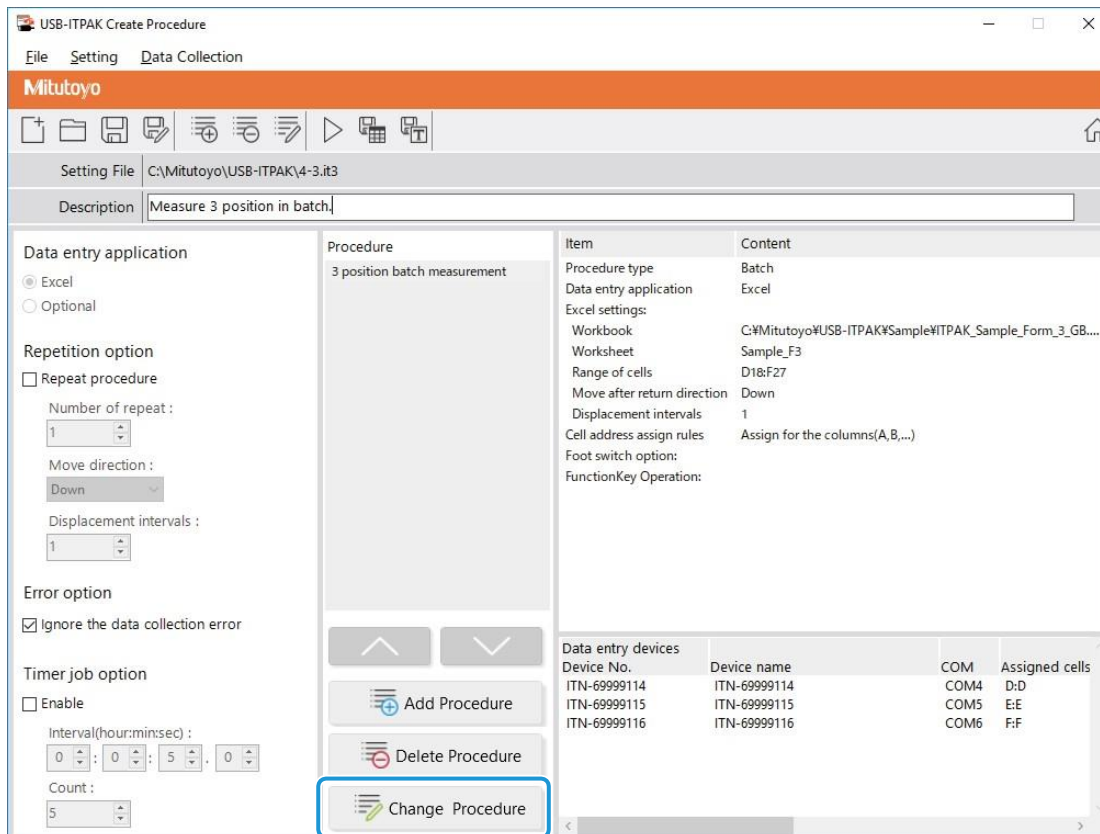 USB-ITPAK Create Procedure
File Setting Data Collection
Mitutoyo
Setting File C:\Mitutoyo\USB-ITPAK\4-3.it3
Description Measure 3 position in batch.
Data entry application
Excel
Optional
Repetition option
Repeat procedure
Number of repeat :
1
Move direction :
Down
Displacement intervals :
1
Error option
Ignore the data collection error
Timer job option
Enable
Interval(hour:min:sec) :
0 : 0 : 5 . 0
Count :
5
Procedure
3 position batch measurement
Add Procedure
Delete Procedure
Change Procedure
Item Content
Procedure type Batch
Data entry application Excel
Excel settings:
Workbook C:¥Mitutoyo¥USB-ITPAK¥Sample¥ITPAK_Sample_Form_3_GB....
Worksheet Sample_F3
Range of cells D18:F27
Move after return direction Down
Displacement intervals 1
Cell address assign rules Assign for the columns(A,B,...)
Foot switch option:
FunctionKey Operation:
Data entry devices
Device No. Device name COM Assigned cells
ITN-69999114 ITN-69999114 COM4 D:D
ITN-69999115 ITN-69999115 COM5 E:E
ITN-69999116 ITN-69999116 COM6 F:F